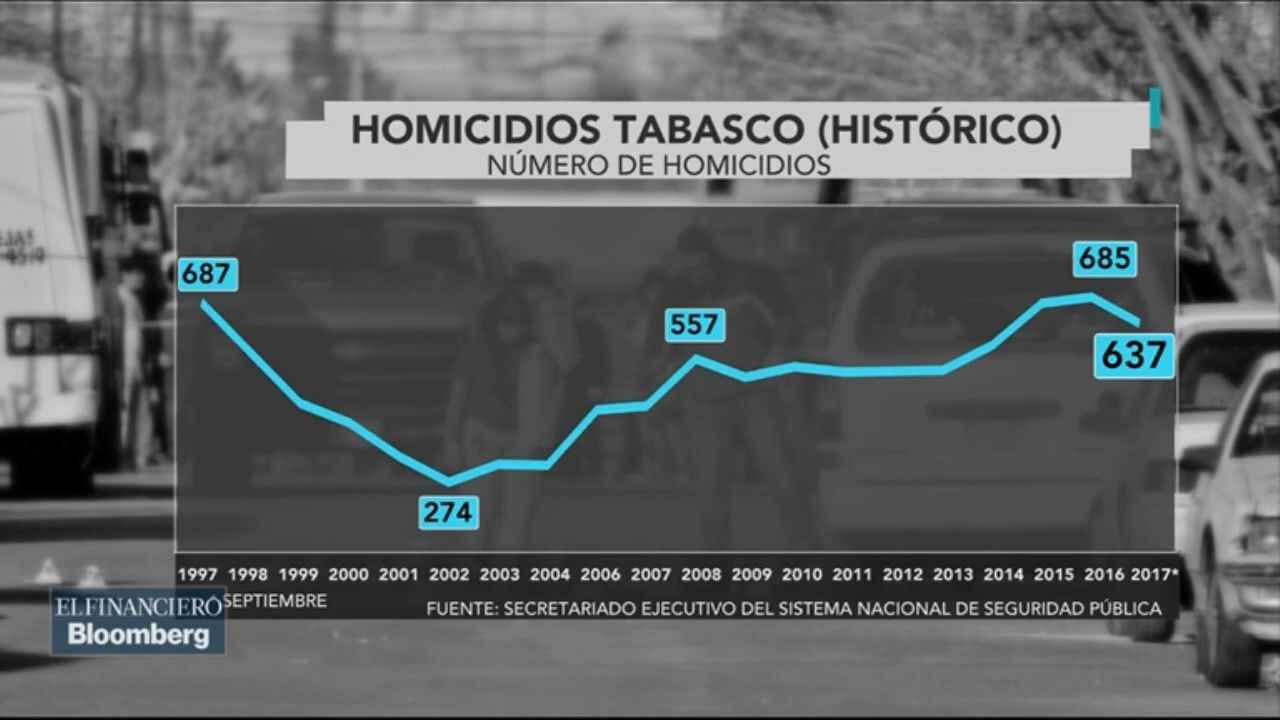 HOMICIDIOS TABASCO (HISTÓRICO)
NÚMERO DE HOMICIDIOS
687
274
557
685
637
1997 1998 1999 2000 2001 2002 2003 2004 2006 2007 2008 2009 2010 2011 2012 2013 2014 2015 2016 2017*
SEPTIEMBRE
FUENTE: SECRETARIADO EJECUTIVO DEL SISTEMA NACIONAL DE SEGURIDAD PÚBLICA
EL FINANCIERO
Bloomberg